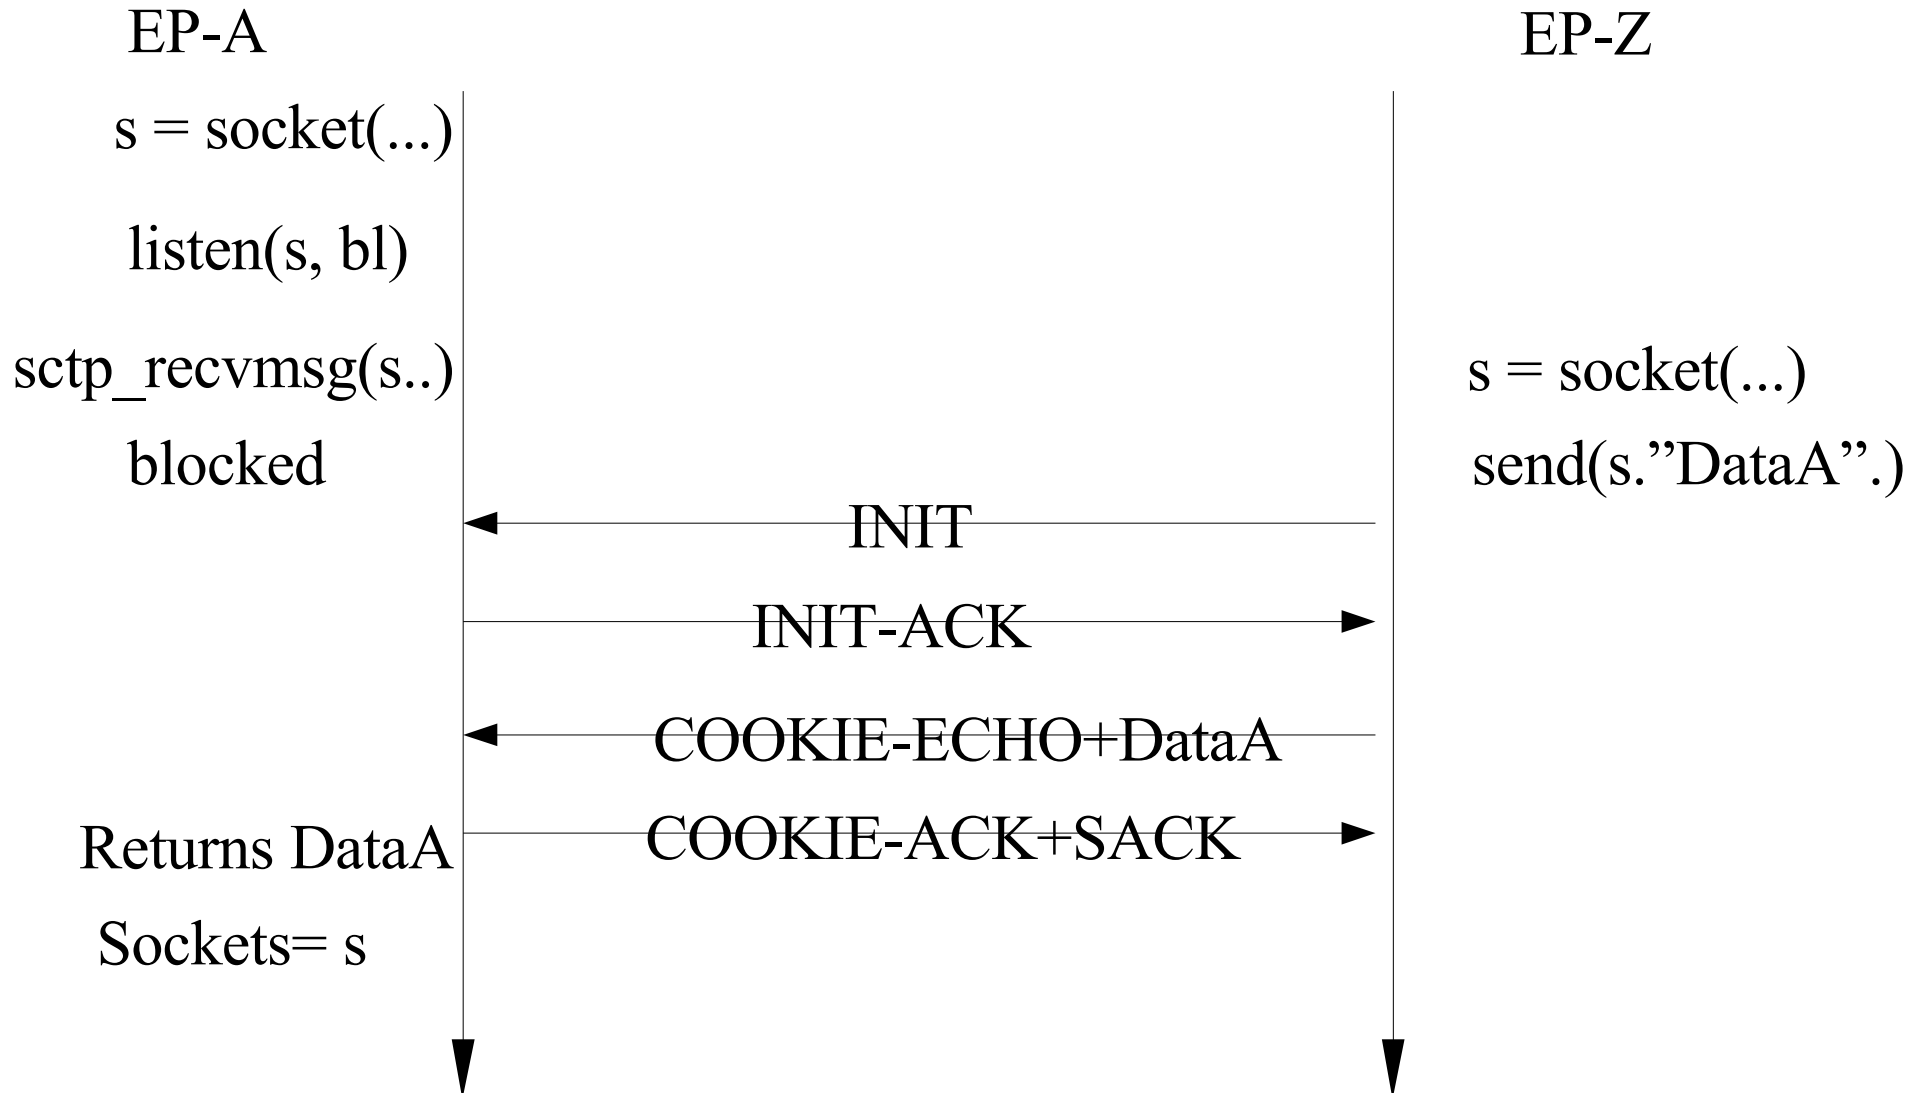 EP-A
EP-Z
s = socket(...)
listen(s, bl)
sctp_recvmsg(s..)
s = socket(...)
blocked
send(s.”DataA”.)
INIT
INIT-ACK
COOKIE-ECHO+DataA
COOKIE-ACK+SACK
Returns DataA
Sockets= s